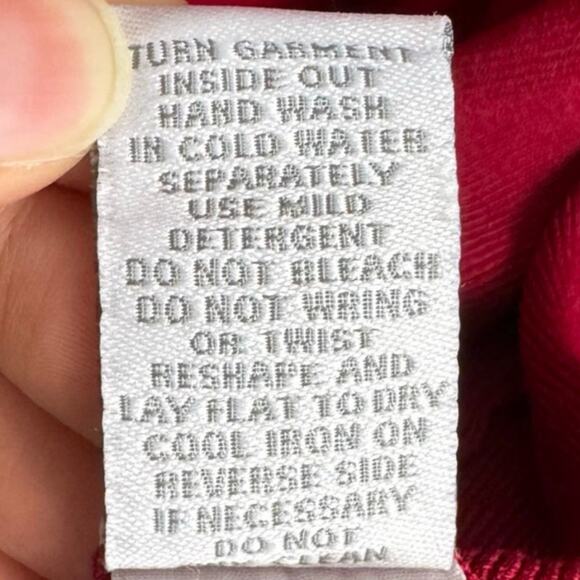 TURN GARMENT
INSIDE OUT
HAND WASH
IN COLD WATER
SEPARATELY
USE MILD
DETERGENT
DO NOT BLEACH
DO NOT WRING
OR TWIST
RESHAPE AND
LAY FLAT TO DRY
COOL IRON ON
REVERSE SIDE
IF NECESSARY
DO NOT
CLEAN